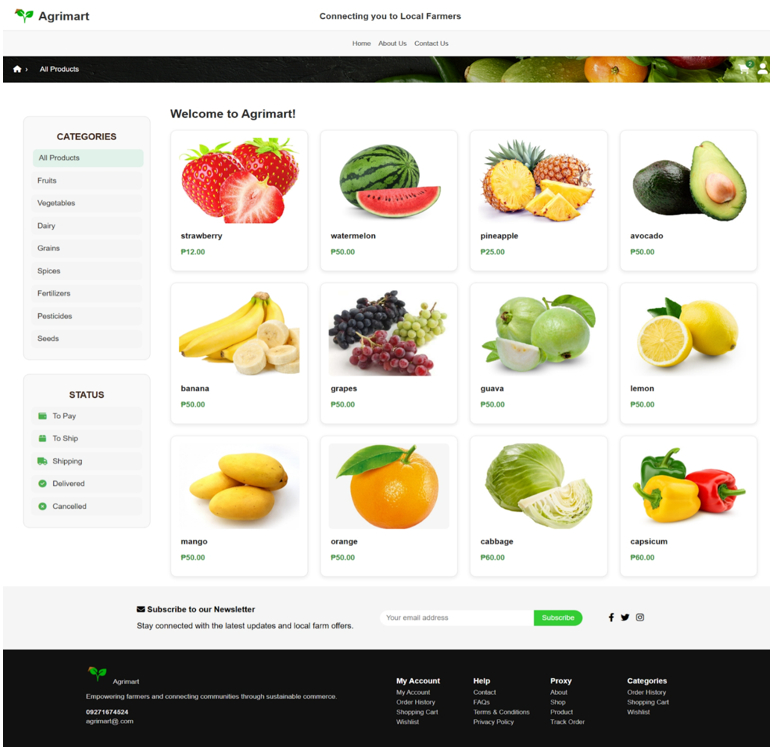 Agrimart
Connecting you to Local Farmers
Home About Us Contact Us
All Products
2
CATEGORIES
All Products
Fruits
Vegetables
Dairy
Grains
Spices
Fertilizers
Pesticides
Seeds
STATUS
To Pay
To Ship
Shipping
Delivered
Cancelled
Welcome to Agrimart!
strawberry
₱12.00
watermelon
₱50.00
pineapple
₱25.00
avocado
₱50.00
banana
₱50.00
grapes
₱50.00
guava
₱50.00
lemon
₱50.00
mango
₱50.00
orange
₱50.00
cabbage
₱60.00
capsicum
₱60.00
Subscribe to our Newsletter
Stay connected with the latest updates and local farm offers.
Your email address
Subscribe
Agrimart
Empowering farmers and connecting communities through sustainable commerce.
09271674524
agrimart@.com
My Account
My Account
Order History
Shopping Cart
Wishlist
Help
Contact
FAQs
Terms & Conditions
Privacy Policy
Proxy
About
Shop
Product
Track Order
Categories
Order History
Shopping Cart
Wishlist